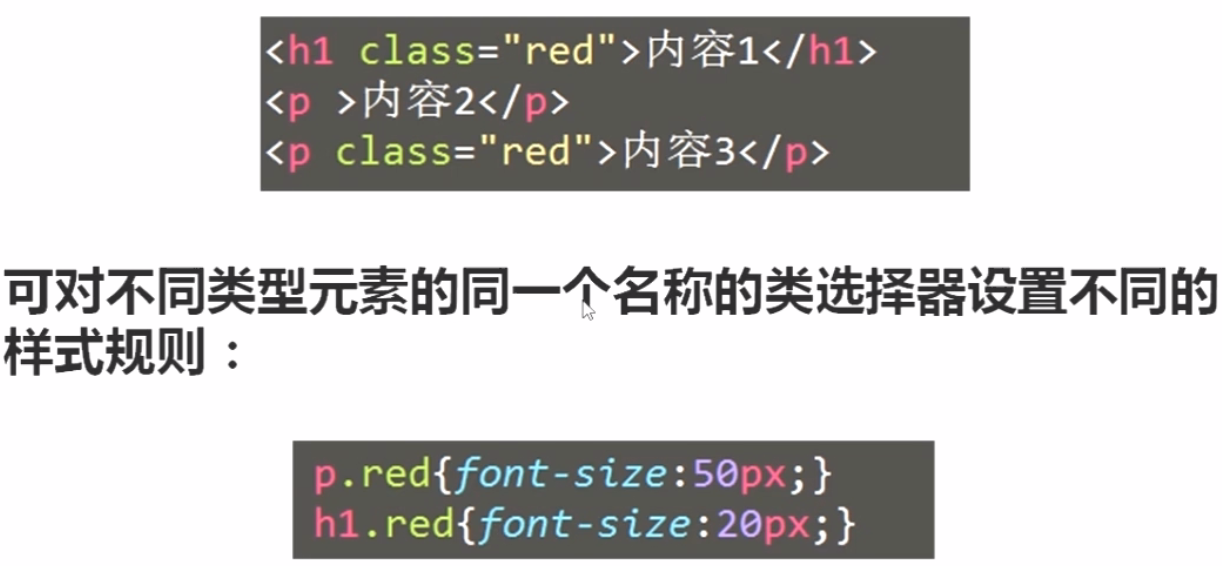 <h1 class="red">内容1</h1>
<p >内容2</p>
<p class="red">内容3</p>
可对不同类型元素的同一个名称的类选择器设置不同的
样式规则：
p.red{font-size:50px;}
h1.red{font-size:20px;}